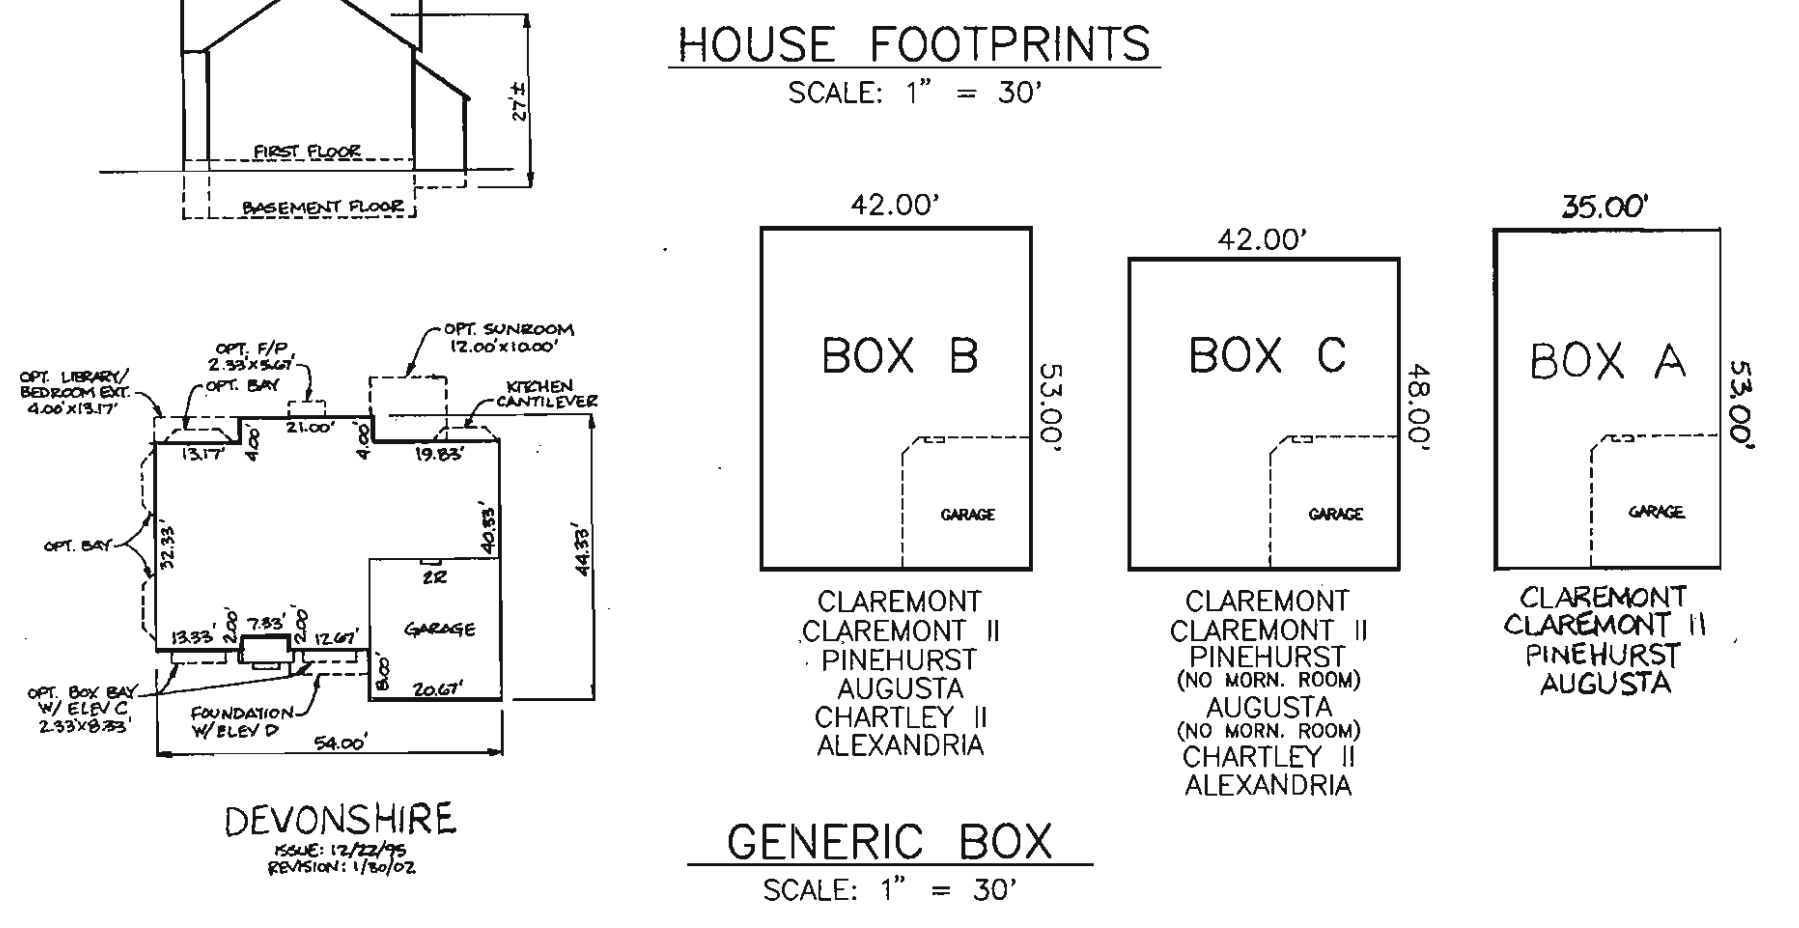 HOUSE FOOTPRINTS
SCALE: 1" = 30'
27'±
FIRST FLOOR
BASEMENT FLOOR
OPT. SUNROOM
12.00'X10.00'
OPT. F/P
2.33'X5.67'
OPT. LIBRARY/
BEDROOM EXT.
4.00'X13.17'
OPT. BAY
KITCHEN
CANTILEVER
21.00'
13.17'
4.00'
4.00'
19.83'
OPT. BAY
32.33'
40.33'
44.33'
2R
GARAGE
13.33'
2.00'
7.33'
2.00'
12.67'
8.00'
20.67'
OPT. BOX BAY
W/ ELEV C
2.33'X8.33'
FOUNDATION
W/ ELEV D
54.00'
DEVONSHIRE
ISSUE: 12/22/95
REVISION: 1/30/02
42.00'
BOX B
53.00'
GARAGE
CLAREMONT
CLAREMONT II
PINEHURST
AUGUSTA
CHARTLEY II
ALEXANDRIA
42.00'
BOX C
48.00'
GARAGE
CLAREMONT
CLAREMONT II
PINEHURST
(NO MORN. ROOM)
AUGUSTA
(NO MORN. ROOM)
CHARTLEY II
ALEXANDRIA
35.00'
BOX A
53.00'
GARAGE
CLAREMONT
CLAREMONT II
PINEHURST
AUGUSTA
GENERIC BOX
SCALE: 1" = 30'